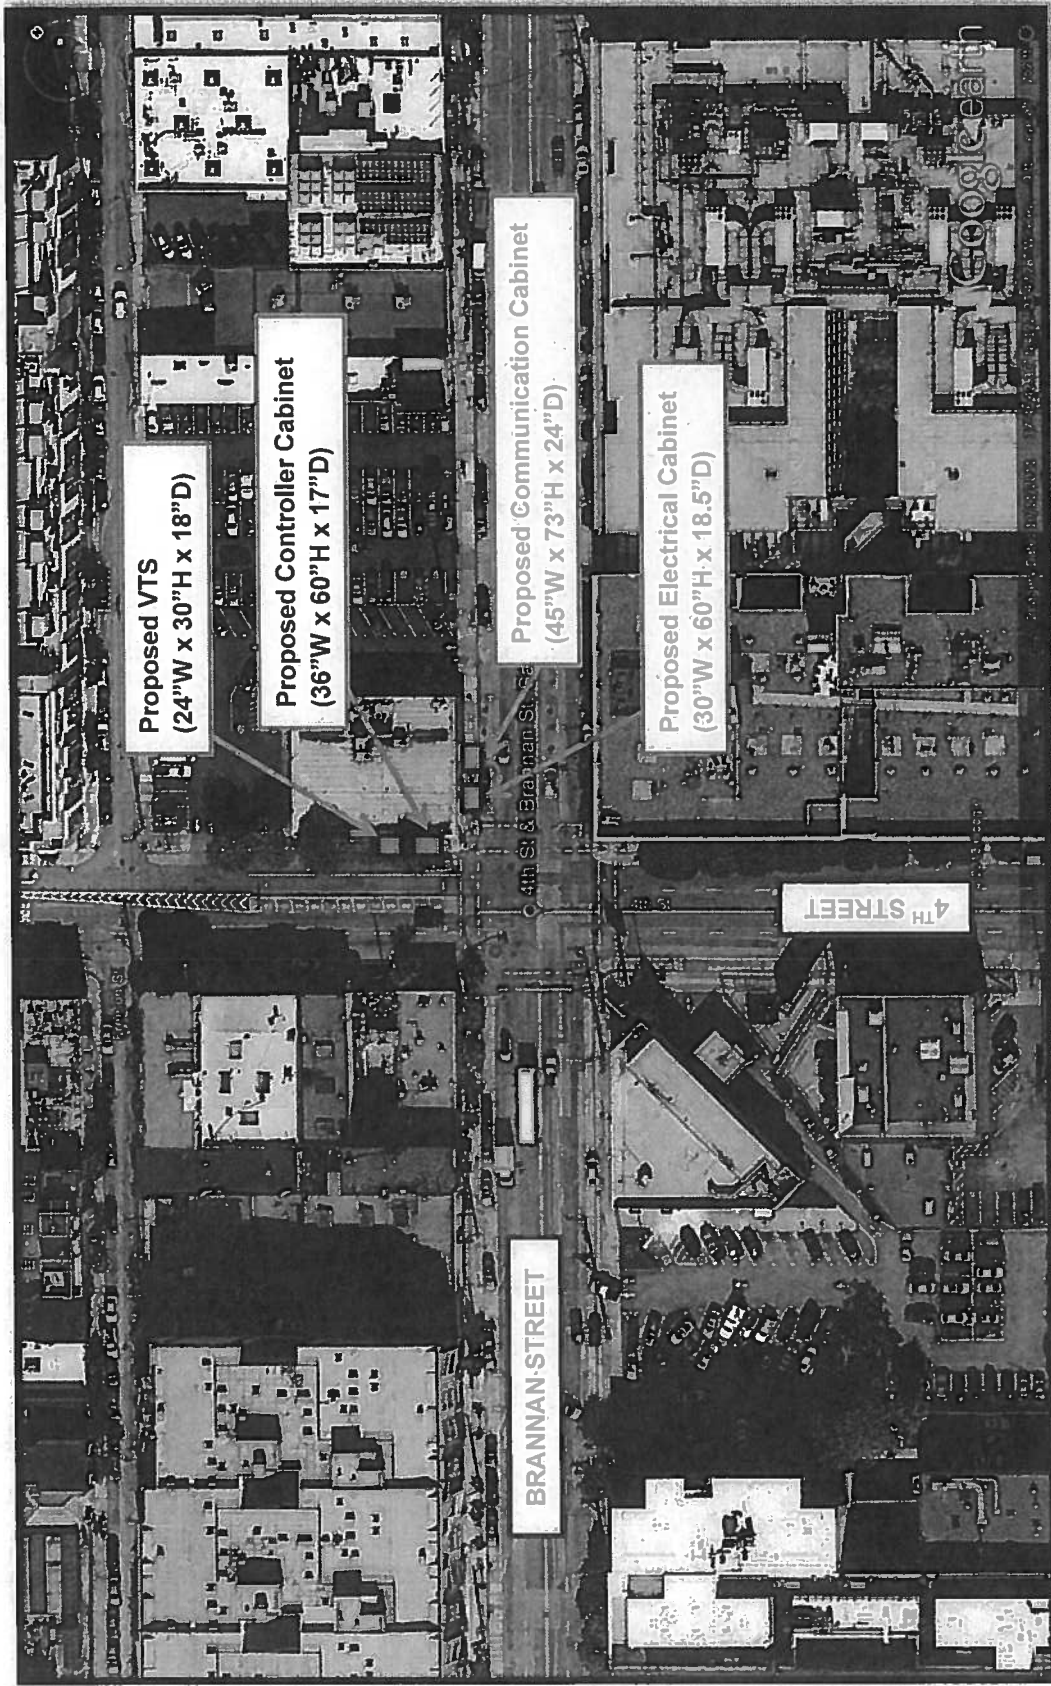 Proposed VTS
(24”W x 30”H x 18”D)
Proposed Controller Cabinet
(36”W x 60”H x 17”D)
Proposed Communication Cabinet
(45”W x 73”H x 24”D)
Proposed Electrical Cabinet
(30”W x 60”H x 18.5”D)
4th St & Brannan St
4TH STREET
BRANNAN STREET
Google earth